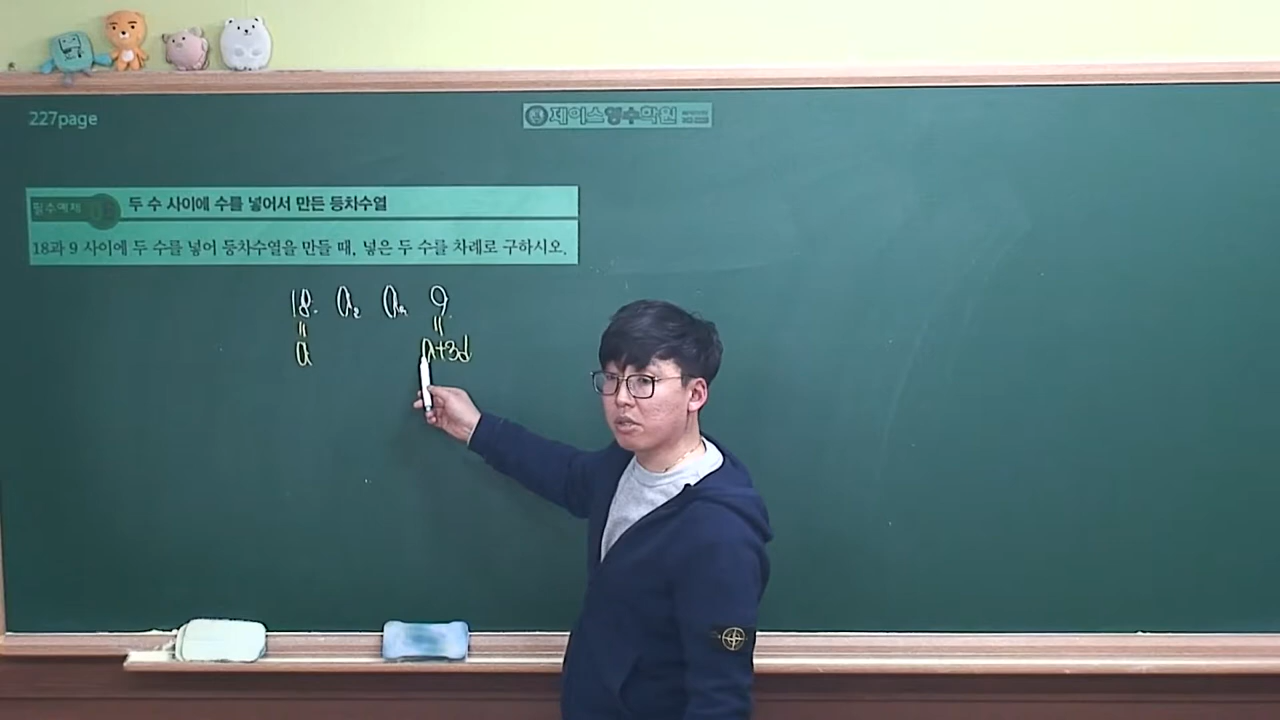 227page
제이스영수학원
필수예제
두 수 사이에 수를 넣어서 만든 등차수열
18과 9 사이에 두 수를 넣어 등차수열을 만들 때, 넣은 두 수를 차례로 구하시오.
18. a₂ 9.
= =
a a+3d